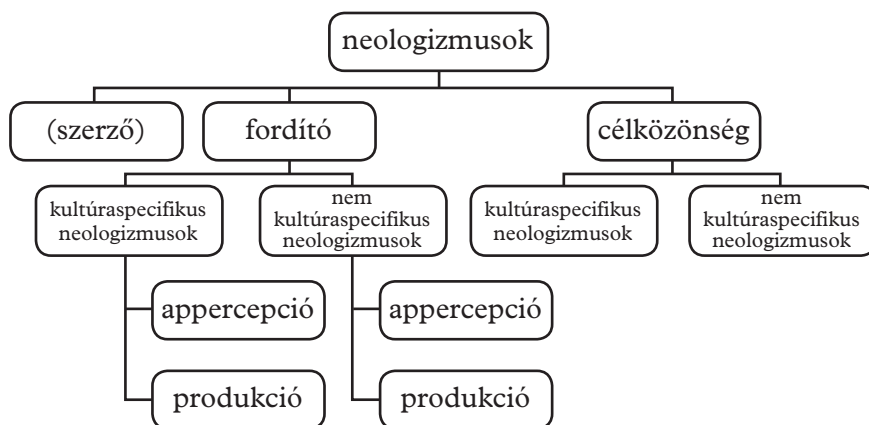 neologizmusok
(szerző)
fordító
célközönség
kultúraspecifikus
neologizmusok
nem
kultúraspecifikus
neologizmusok
kultúraspecifikus
neologizmusok
nem
kultúraspecifikus
neologizmusok
appercepció
appercepció
produkció
produkció